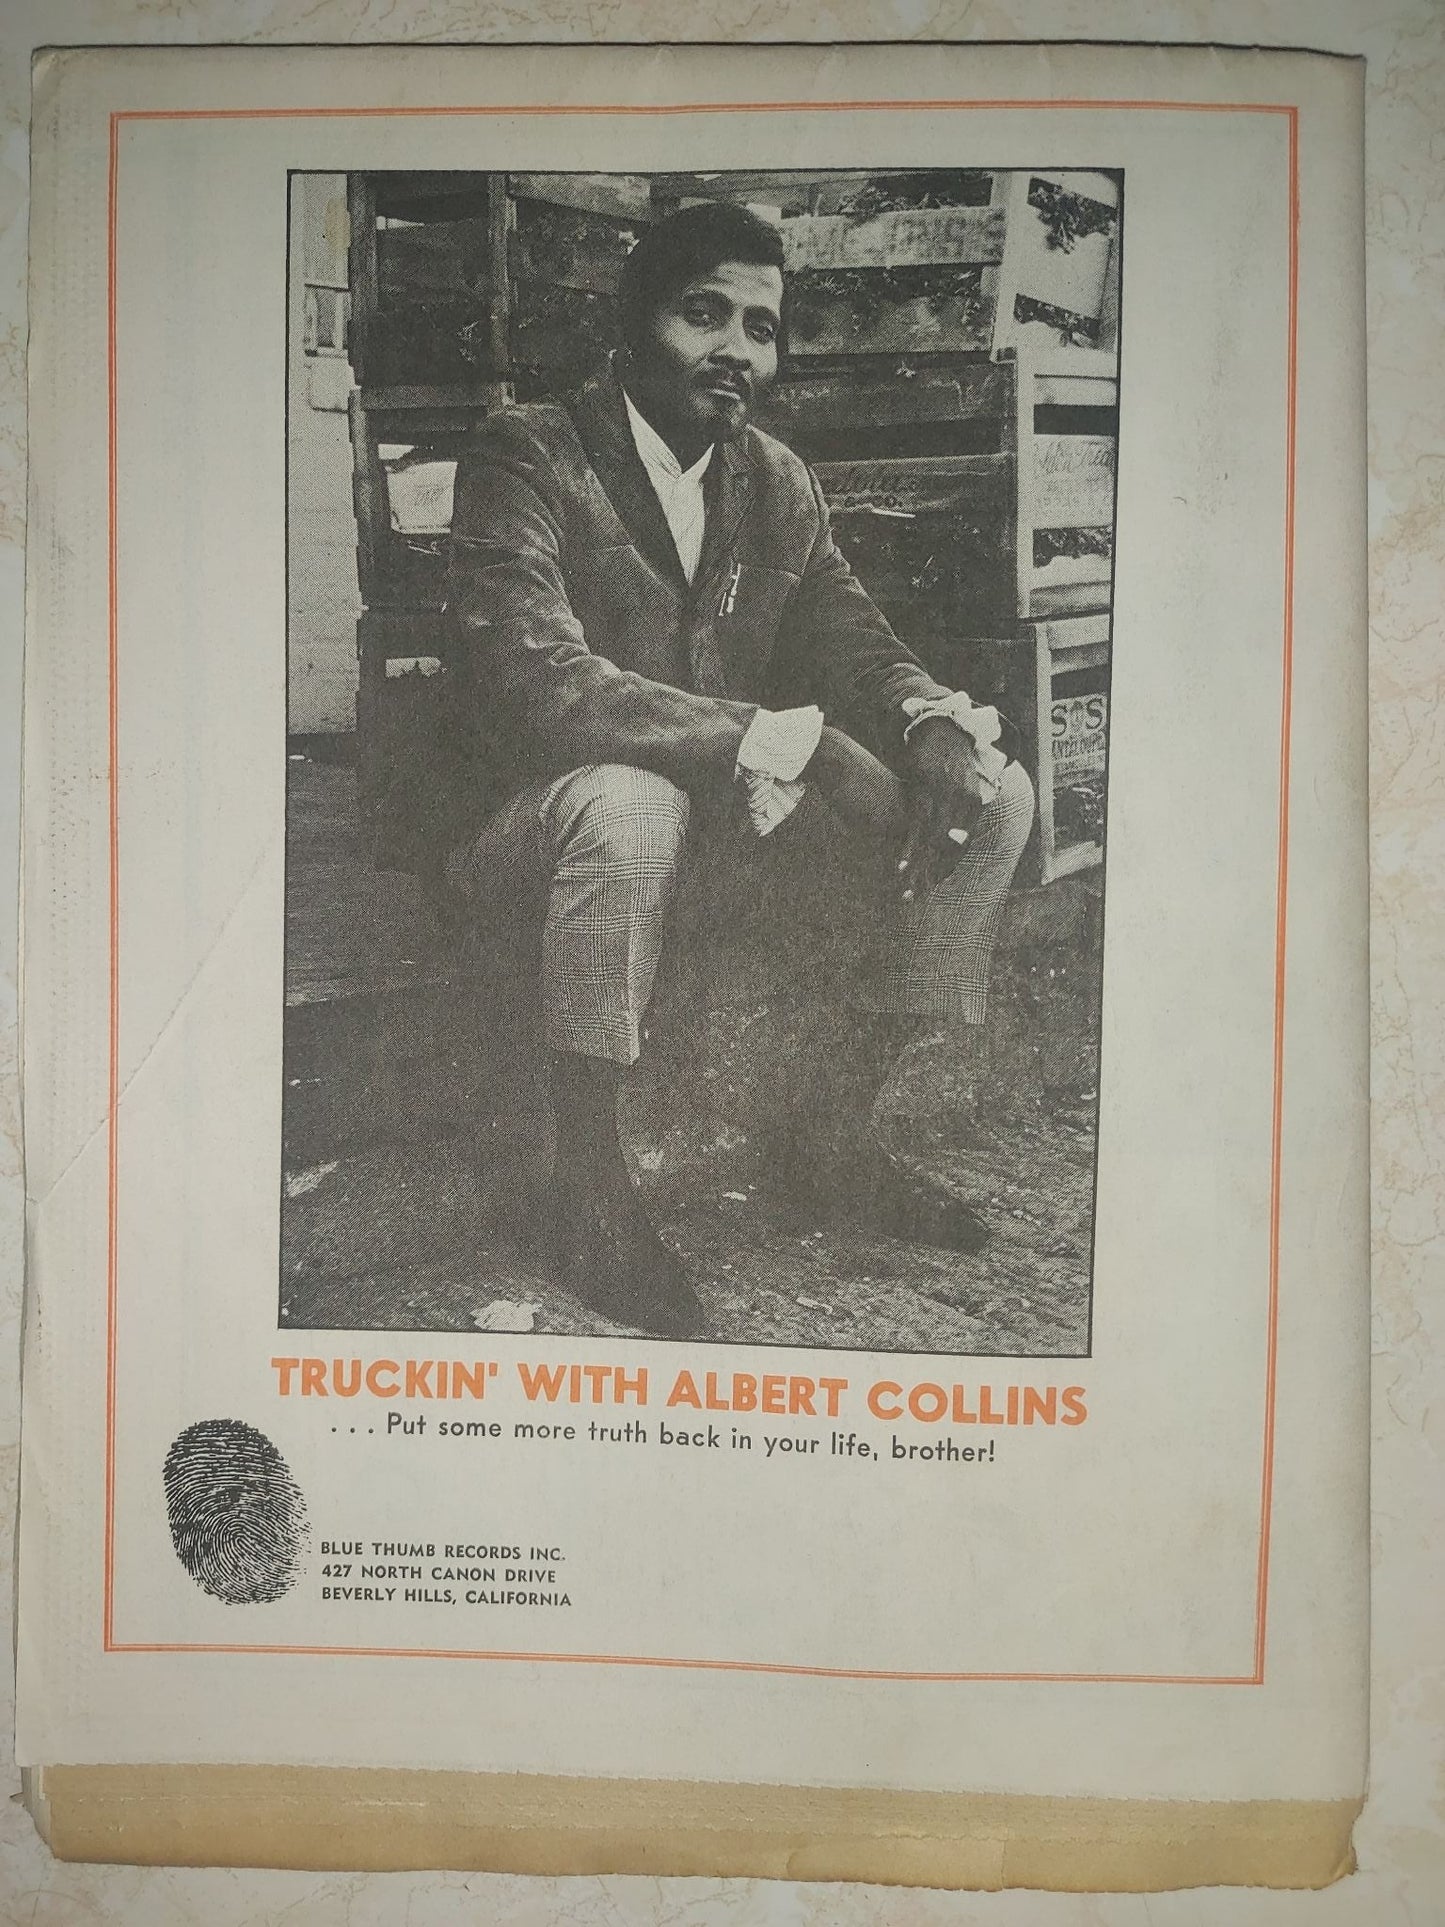 SOS
TRUCKIN' WITH ALBERT COLLINS
. . . Put some more truth back in your life, brother!
BLUE THUMB RECORDS INC.
427 NORTH CANON DRIVE
BEVERLY HILLS, CALIFORNIA